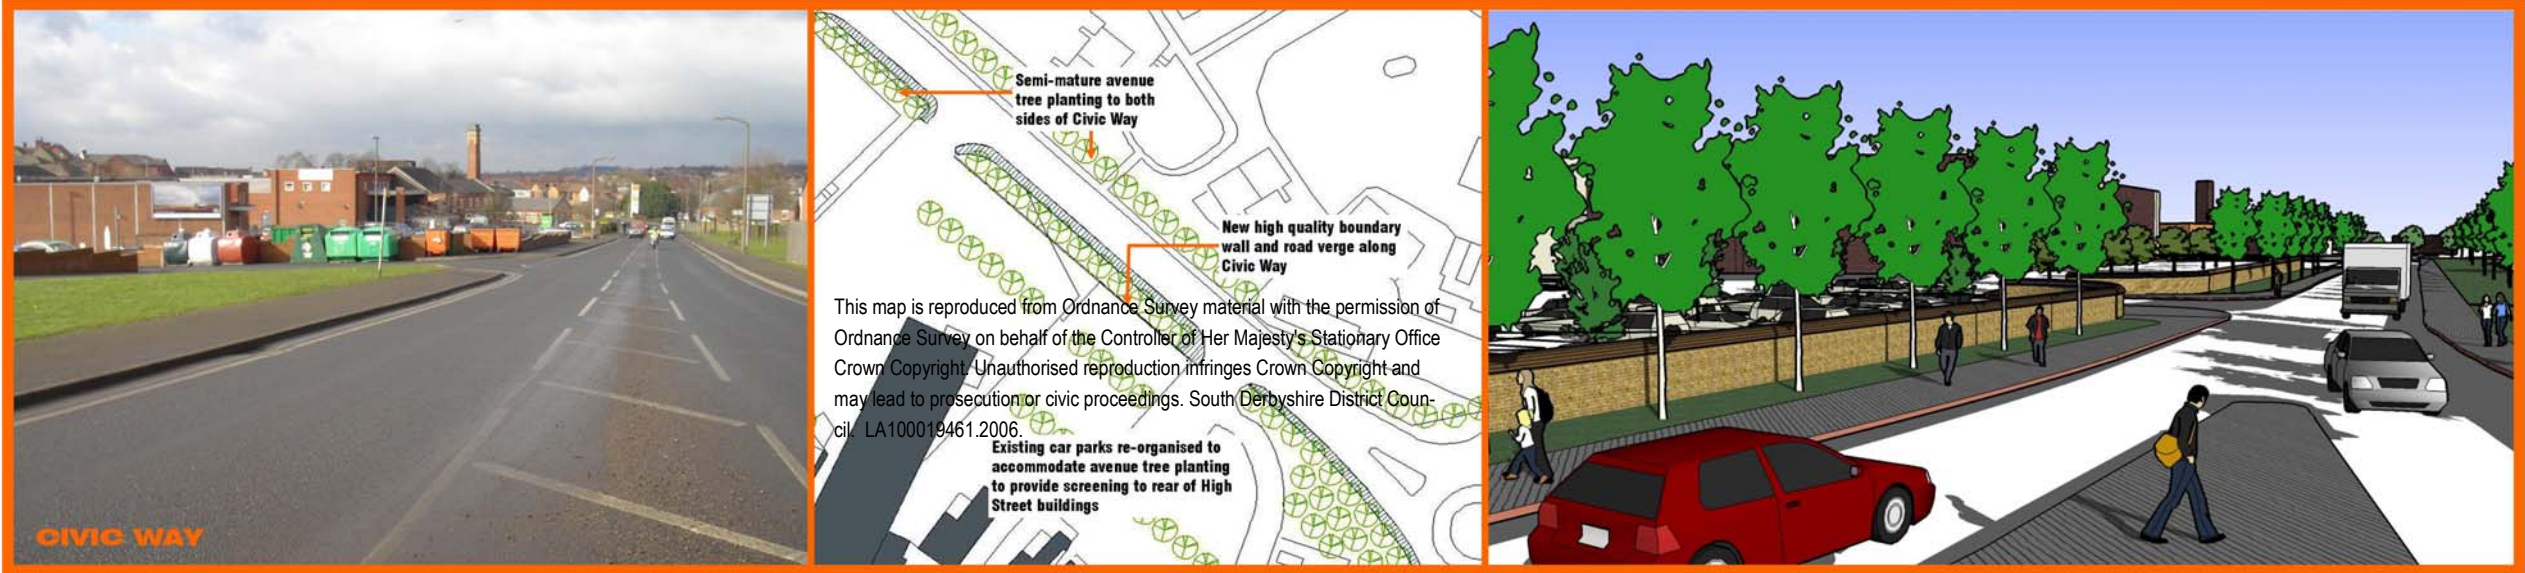 CIVIC WAY
Semi-mature avenue
tree planting to both
sides of Civic Way
New high quality boundary
wall and road verge along
Civic Way
This map is reproduced from Ordnance Survey material with the permission of
Ordnance Survey on behalf of the Controller of Her Majesty's Stationary Office
Crown Copyright. Unauthorised reproduction infringes Crown Copyright and
may lead to prosecution or civic proceedings. South Derbyshire District Coun-
cil. LA100019461.2006.
Existing car parks re-organised to
accommodate avenue tree planting
to provide screening to rear of High
Street buildings